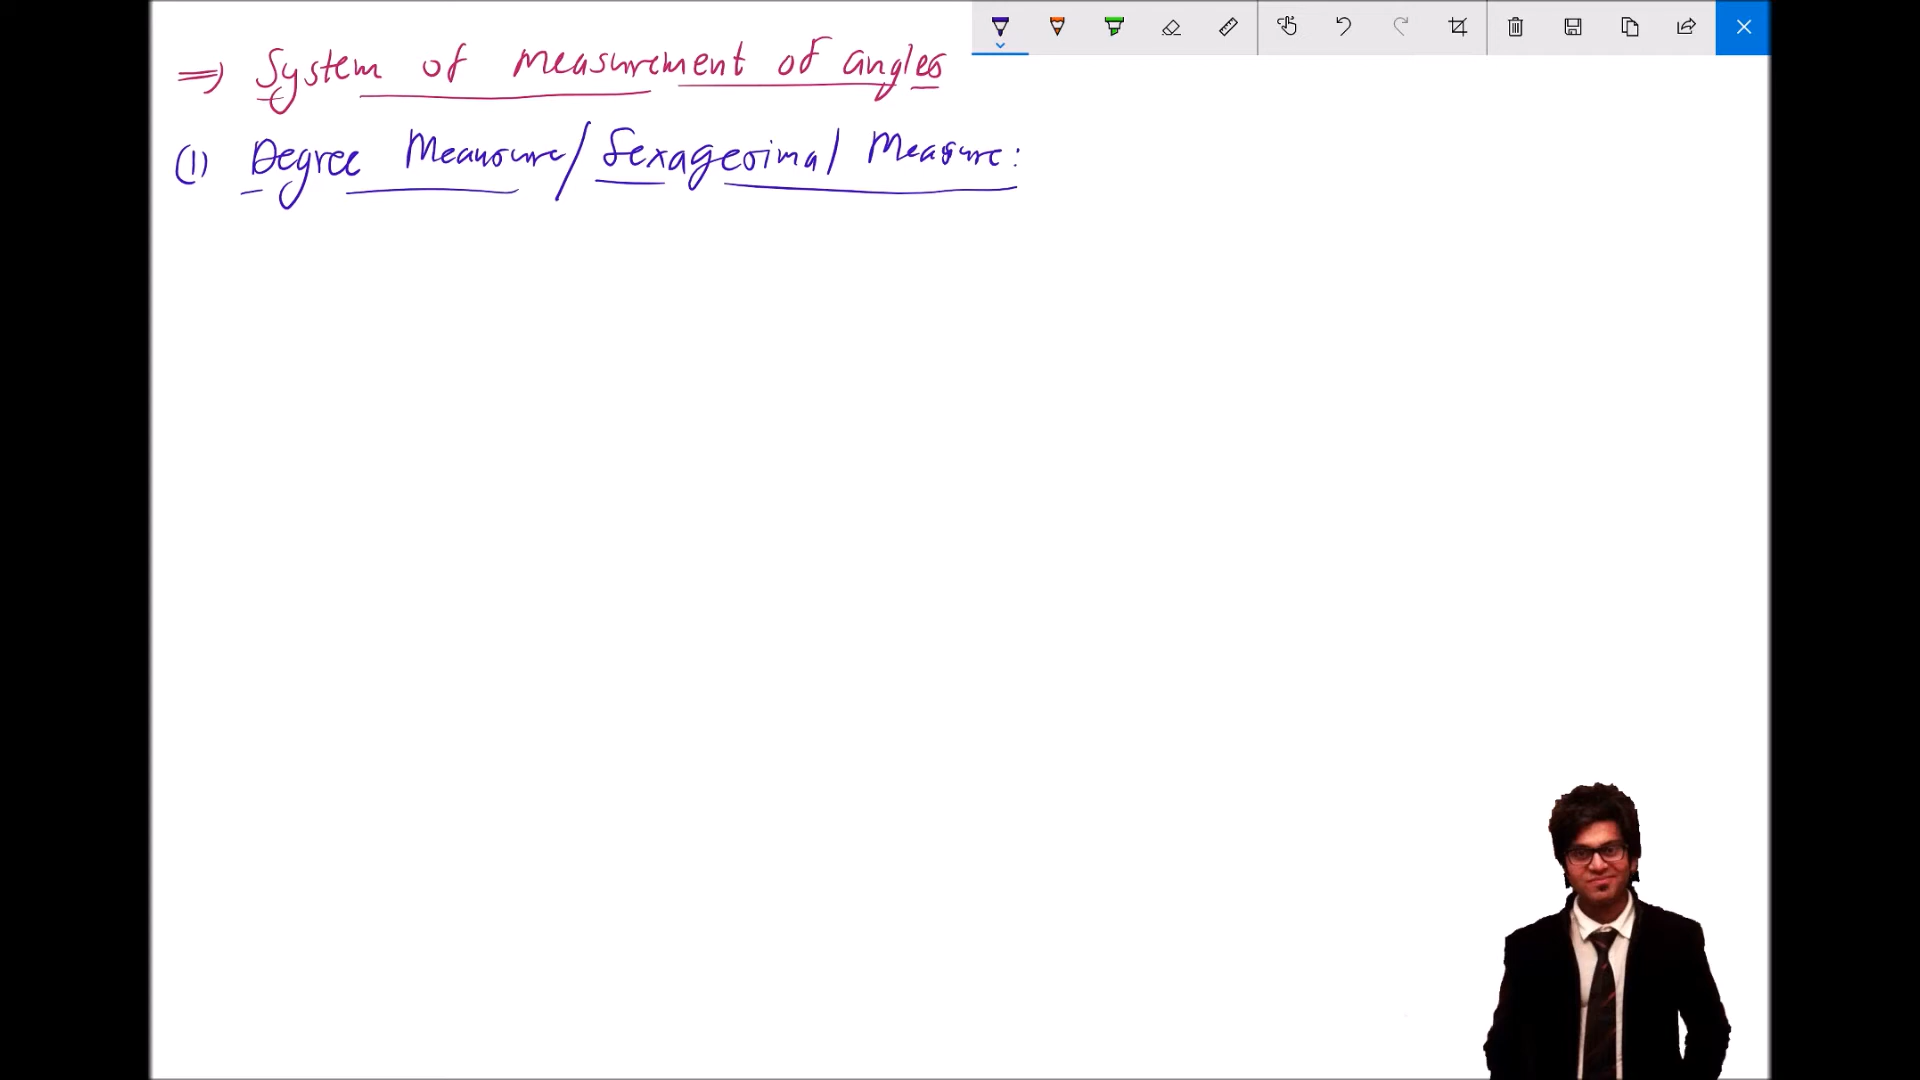 ⇒ System of measurement of angles
(1) Degree Measure/Sexagesimal Measure: